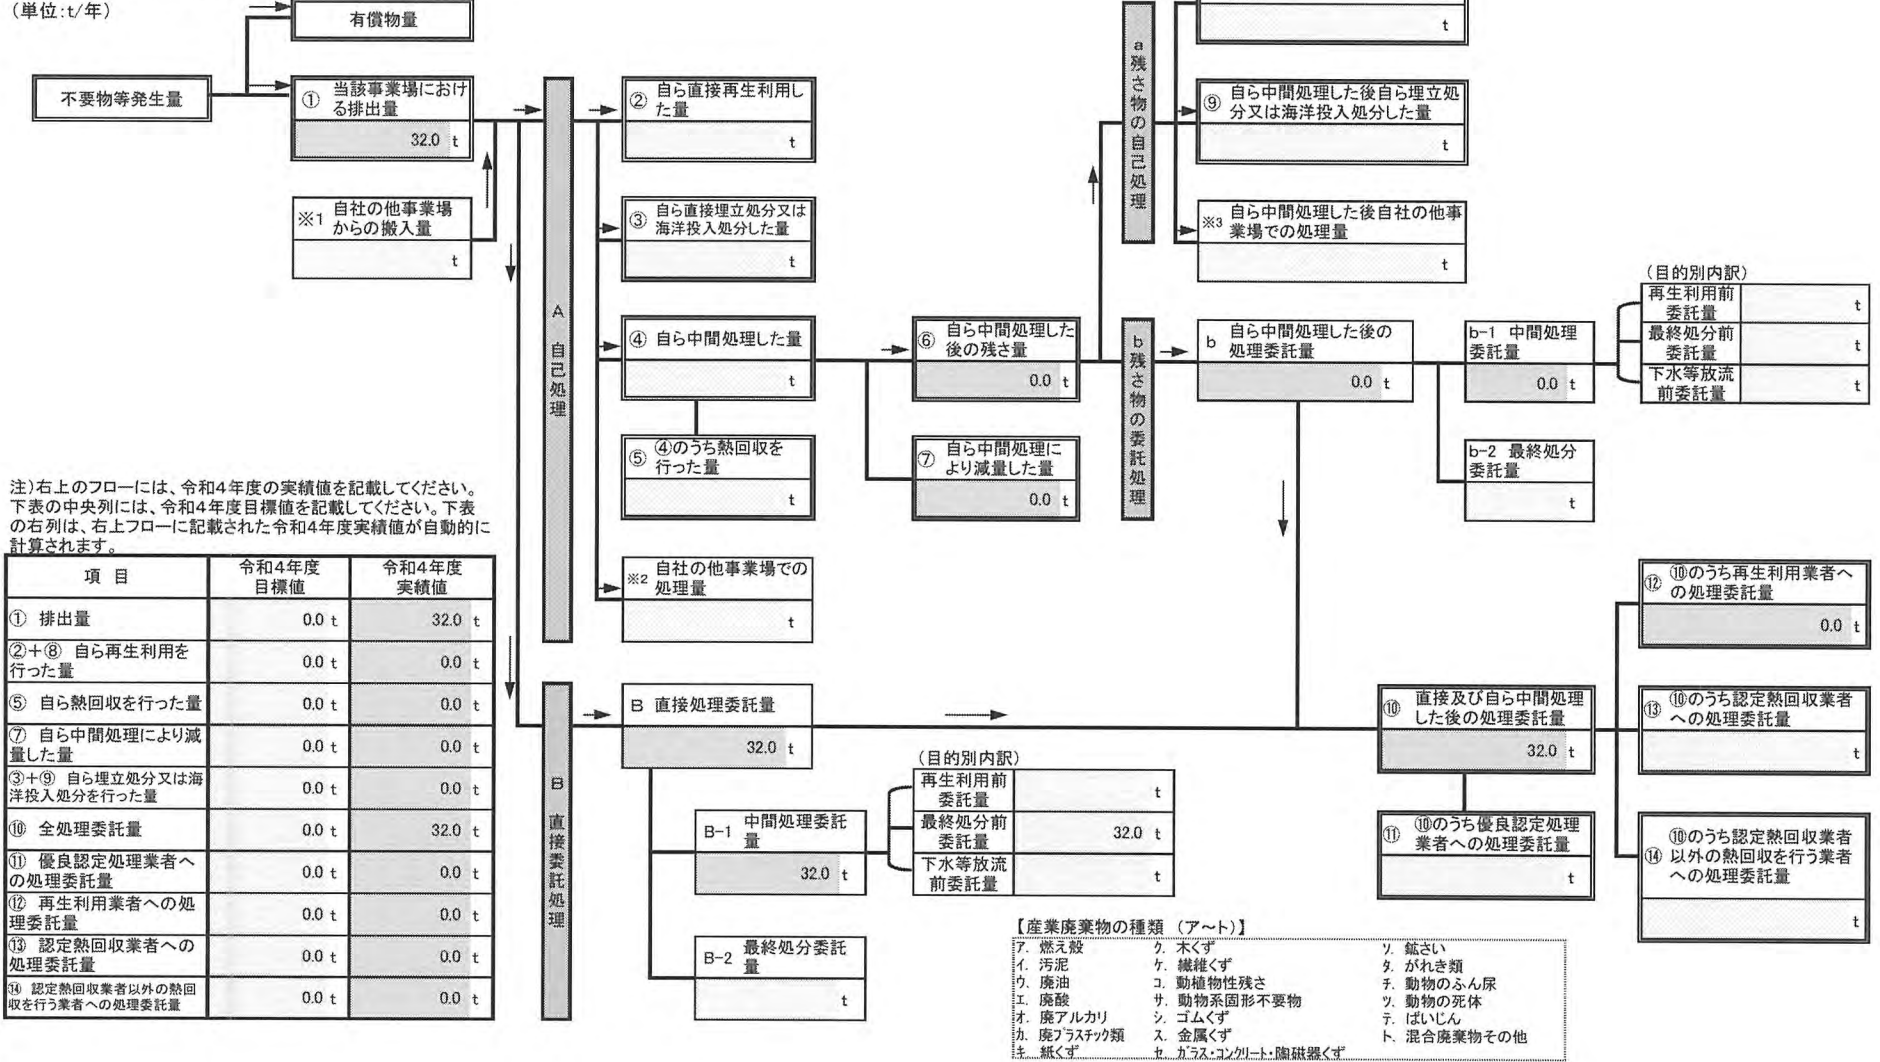 (単位:t/年)
有償物量
不要物等発生量
① 当該事業場におけ
る排出量
32.0 t
※1 自社の他事業場
からの搬入量
t
A 自己処理
② 自ら直接再生利用し
た量
t
③ 自ら直接埋立処分又は
海洋投入処分した量
t
④ 自ら中間処理した量
t
⑤ ④のうち熱回収を
行った量
t
※2 自社の他事業場での
処理量
t
⑥ 自ら中間処理した
後の残さ量
0.0 t
⑦ 自ら中間処理に
より減量した量
0.0 t
a 残さ物の自己処理
t
⑨ 自ら中間処理した後自ら埋立処
分又は海洋投入処分した量
t
※3 自ら中間処理した後自社の他事
業場での処理量
t
b 残さ物の委託処理
b 自ら中間処理した後の
処理委託量
0.0 t
b-1 中間処理
委託量
0.0 t
b-2 最終処分
委託量
t
(目的別内訳)
再生利用前
委託量 t
最終処分前
委託量 t
下水等放流
前委託量 t
注)右上のフローには、令和4年度の実績値を記載してください。
下表の中央列には、令和4年度目標値を記載してください。下表
の右列は、右上フローに記載された令和4年度実績値が自動的に
計算されます。
項 目 令和4年度
目標値 令和4年度
実績値
① 排出量 0.0 t 32.0 t
②+⑧ 自ら再生利用を
行った量 0.0 t 0.0 t
⑤ 自ら熱回収を行った量 0.0 t 0.0 t
⑦ 自ら中間処理により減
量した量 0.0 t 0.0 t
③+⑨ 自ら埋立処分又は海
洋投入処分を行った量 0.0 t 0.0 t
⑩ 全処理委託量 0.0 t 32.0 t
⑪ 優良認定処理業者へ
の処理委託量 0.0 t 0.0 t
⑫ 再生利用業者への処
理委託量 0.0 t 0.0 t
⑬ 認定熱回収業者への
処理委託量 0.0 t 0.0 t
⑭ 認定熱回収業者以外の熱回
収を行う業者への処理委託量 0.0 t 0.0 t
B 直接委託処理
B 直接処理委託量
32.0 t
B-1 中間処理委託
量
32.0 t
B-2 最終処分委託
量
t
(目的別内訳)
再生利用前
委託量 t
最終処分前
委託量 32.0 t
下水等放流
前委託量 t
⑩ 直接及び自ら中間処理
した後の処理委託量
32.0 t
⑪ ⑩のうち優良認定処理
業者への処理委託量
t
⑫ ⑩のうち再生利用業者へ
の処理委託量
0.0 t
⑬ ⑩のうち認定熱回収業者
への処理委託量
t
⑭ ⑩のうち認定熱回収業者
以外の熱回収を行う業者
への処理委託量
t
【産業廃棄物の種類 (ア~ト)】
ア. 燃え殻 ク. 木くず ソ. 鉱さい
イ. 汚泥 ケ. 繊維くず タ. がれき類
ウ. 廃油 コ. 動植物性残さ チ. 動物のふん尿
エ. 廃酸 サ. 動物系固形不要物 ツ. 動物の死体
オ. 廃アルカリ シ. ゴムくず テ. ばいじん
カ. 廃プラスチック類 ス. 金属くず ト. 混合廃棄物その他
キ 紙くず セ. ガラス・コンクリート・陶磁器くず